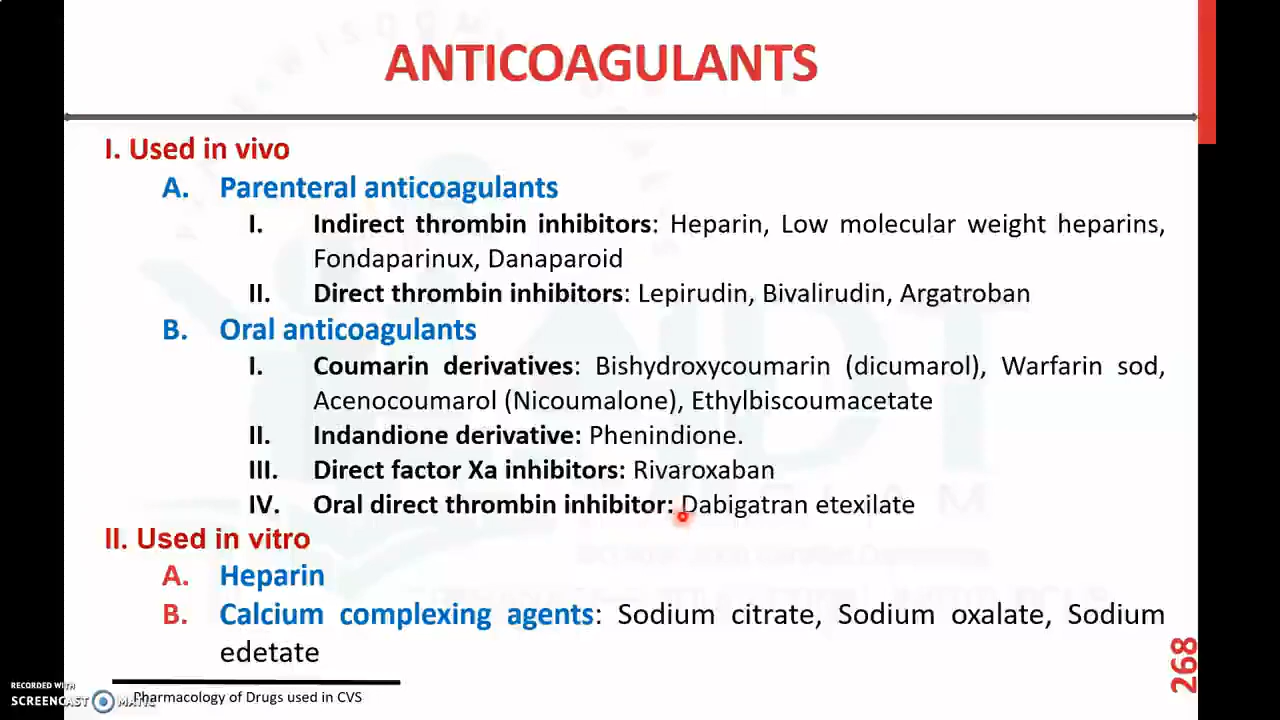 ANTICOAGULANTS
I. Used in vivo
A. Parenteral anticoagulants
I. Indirect thrombin inhibitors: Heparin, Low molecular weight heparins,
Fondaparinux, Danaparoid
II. Direct thrombin inhibitors: Lepirudin, Bivalirudin, Argatroban
B. Oral anticoagulants
I. Coumarin derivatives: Bishydroxycoumarin (dicumarol), Warfarin sod,
Acenocoumarol (Nicoumalone), Ethylbiscoumacetate
II. Indandione derivative: Phenindione.
III. Direct factor Xa inhibitors: Rivaroxaban
IV. Oral direct thrombin inhibitor: Dabigatran etexilate
II. Used in vitro
A. Heparin
B. Calcium complexing agents: Sodium citrate, Sodium oxalate, Sodium
edetate
268
Pharmacology of Drugs used in CVS
RECORDED WITH
SCREENCAST MATIC